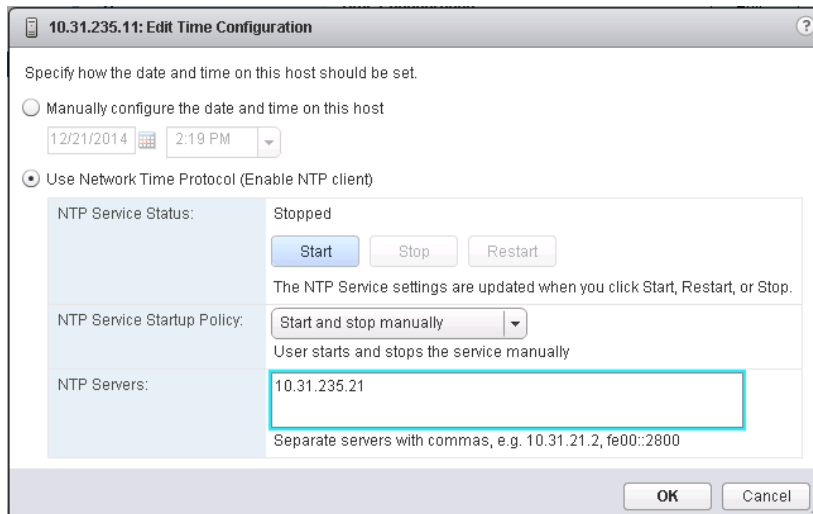 10.31.235.11: Edit Time Configuration
?
Specify how the date and time on this host should be set.
Manually configure the date and time on this host
12/21/2014 2:19 PM
Use Network Time Protocol (Enable NTP client)
NTP Service Status: Stopped
Start Stop Restart
The NTP Service settings are updated when you click Start, Restart, or Stop.
NTP Service Startup Policy: Start and stop manually
User starts and stops the service manually
NTP Servers: 10.31.235.21
Separate servers with commas, e.g. 10.31.21.2, fe00::2800
OK Cancel